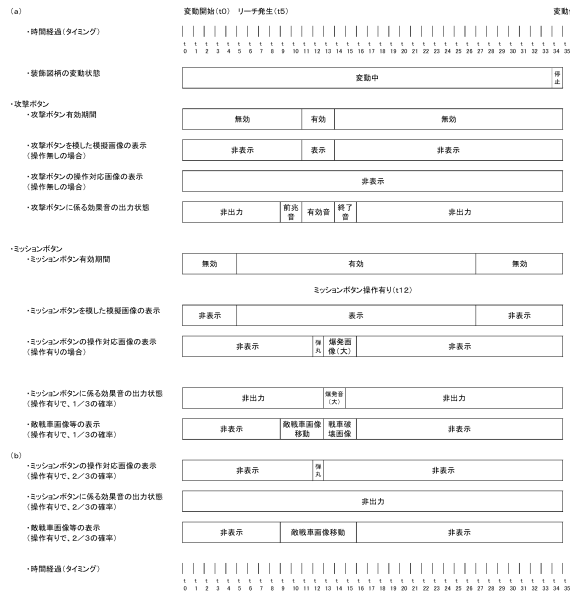 (a)
変動開始(t0) リーチ発生(t5) 変動
・時間経過(タイミング)
t t t t t t t t t t t t t t t t t t t t t t t t t t t t t t t t t t t t
0 1 2 3 4 5 6 7 8 9 10 11 12 13 14 15 16 17 18 19 20 21 22 23 24 25 26 27 28 29 30 31 32 33 34 35
・装飾図柄の変動状態 変動中 停止
・攻撃ボタン
・攻撃ボタン有効期間 無効 有効 無効
・攻撃ボタンを模した模擬画像の表示
(操作無しの場合) 非表示 表示 非表示
・攻撃ボタンの操作対応画像の表示
(操作無しの場合) 非表示
・攻撃ボタンに係る効果音の出力状態 非出力 前兆音 有効音 終了音 非出力
・ミッションボタン
・ミッションボタン有効期間 無効 有効 無効
ミッションボタン操作有り(t12)
・ミッションボタンを模した模擬画像の表示 非表示 表示 非表示
・ミッションボタンの操作対応画像の表示
(操作有りの場合) 非表示 弾丸 爆発画像(大) 非表示
・ミッションボタンに係る効果音の出力状態
(操作有りで、1/3の確率) 非出力 爆発音(大) 非出力
・敵戦車画像等の表示
(操作有りで、1/3の確率) 非表示 敵戦車画像移動 戦車破壊画像 非表示
(b)
・ミッションボタンの操作対応画像の表示
(操作有りで、2/3の確率) 非表示 弾丸 非表示
・ミッションボタンに係る効果音の出力状態
(操作有りで、2/3の確率) 非出力
・敵戦車画像等の表示
(操作有りで、2/3の確率) 非表示 敵戦車画像移動 非表示
・時間経過(タイミング)
t t t t t t t t t t t t t t t t t t t t t t t t t t t t t t t t t t t t
0 1 2 3 4 5 6 7 8 9 10 11 12 13 14 15 16 17 18 19 20 21 22 23 24 25 26 27 28 29 30 31 32 33 34 35